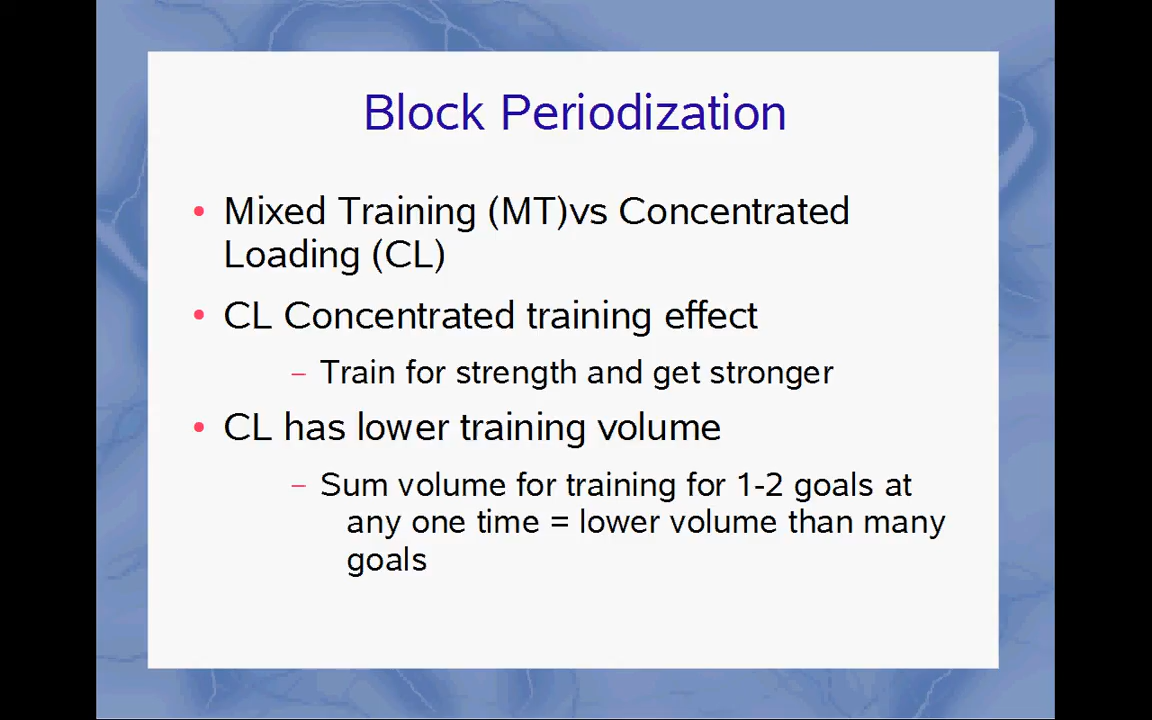 Block Periodization
• Mixed Training (MT)vs Concentrated
Loading (CL)
• CL Concentrated training effect
– Train for strength and get stronger
• CL has lower training volume
– Sum volume for training for 1-2 goals at
any one time = lower volume than many
goals